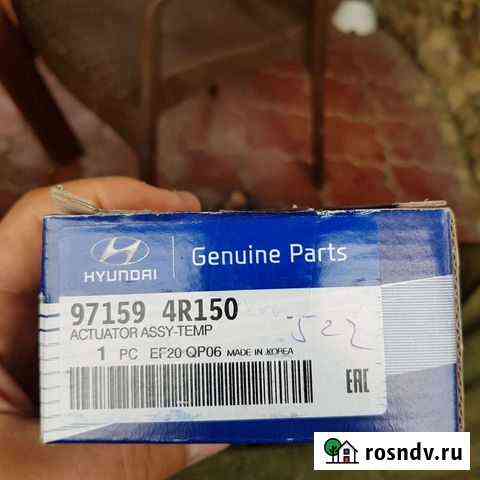 HYUNDAI
Genuine Parts
97159 4R150
ACTUATOR ASSY-TEMP
1 PC EF20 QP06 MADE IN KOREA
EAC
rosndv.ru